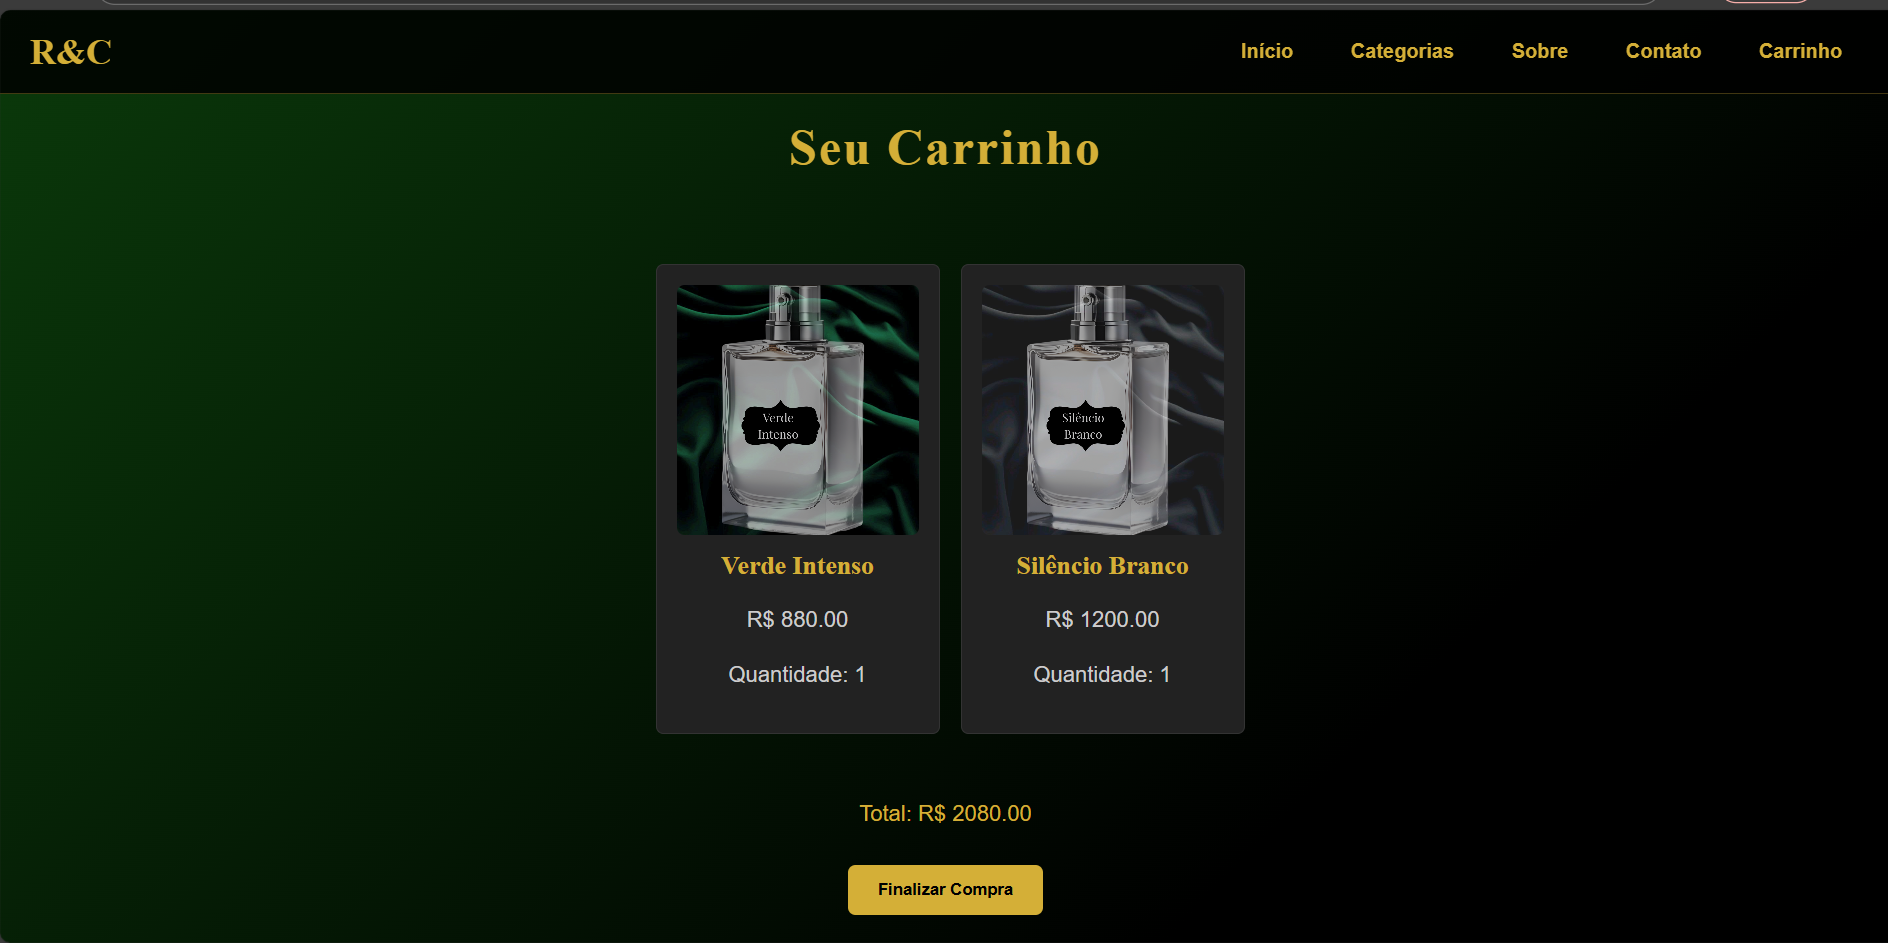 R&C
Início Categorias Sobre Contato Carrinho
Seu Carrinho
Verde
Intenso
Verde Intenso
R$ 880.00
Quantidade: 1
Silêncio
Branco
Silêncio Branco
R$ 1200.00
Quantidade: 1
Total: R$ 2080.00
Finalizar Compra